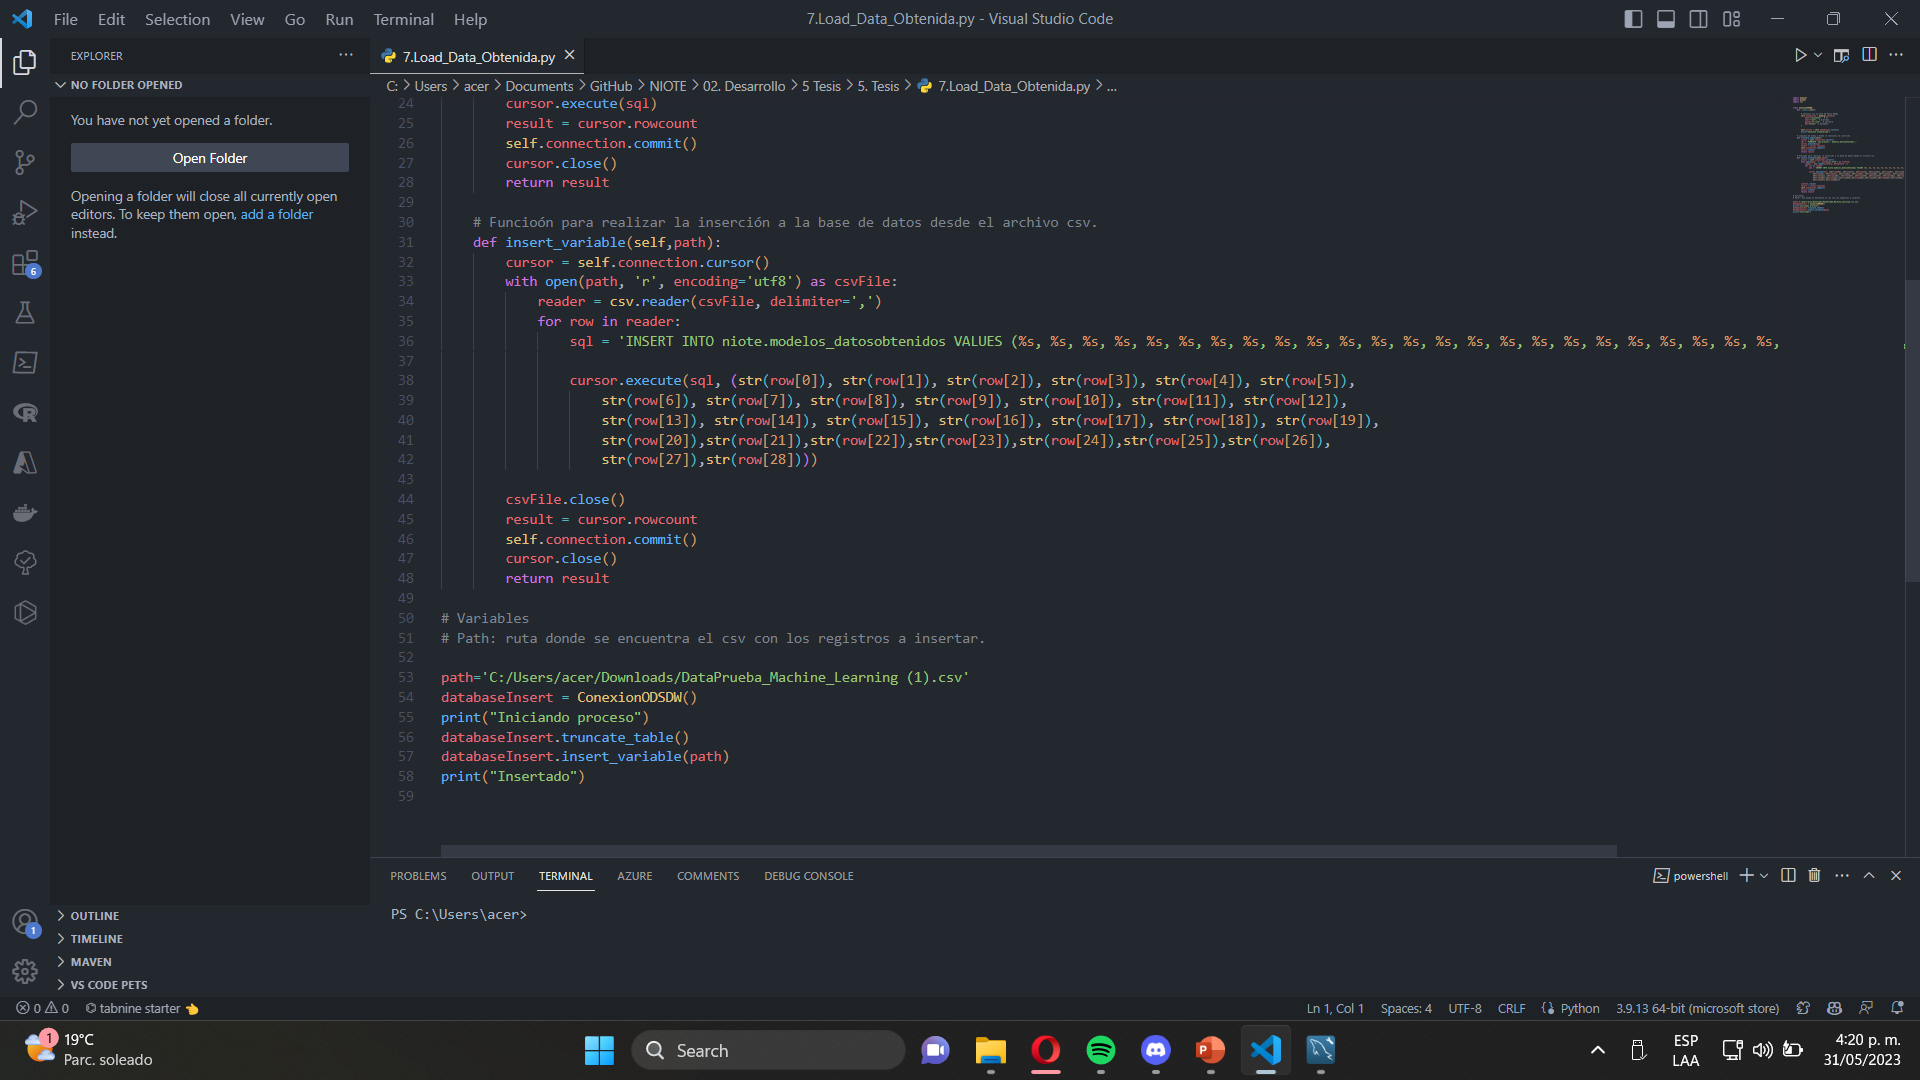 File Edit Selection View Go Run Terminal Help
7.Load_Data_Obtenida.py - Visual Studio Code
EXPLORER
NO FOLDER OPENED
You have not yet opened a folder.
Open Folder
Opening a folder will close all currently open
editors. To keep them open, add a folder
instead.
OUTLINE
TIMELINE
MAVEN
VS CODE PETS
6
1
7.Load_Data_Obtenida.py
C: > Users > acer > Documents > GitHub > NIOTE > 02. Desarrollo > 5 Tesis > 5. Tesis > 7.Load_Data_Obtenida.py > ...
24 cursor.execute(sql)
25 result = cursor.rowcount
26 self.connection.commit()
27 cursor.close()
28 return result
29
30 # Funcioón para realizar la inserción a la base de datos desde el archivo csv.
31 def insert_variable(self,path):
32 cursor = self.connection.cursor()
33 with open(path, 'r', encoding='utf8') as csvFile:
34 reader = csv.reader(csvFile, delimiter=',')
35 for row in reader:
36 sql = 'INSERT INTO niote.modelos_datosobtenidos VALUES (%s, %s, %s, %s, %s, %s, %s, %s, %s, %s, %s, %s, %s, %s, %s, %s, %s, %s, %s, %s, %s, %s, %s, %s,
37
38 cursor.execute(sql, (str(row[0]), str(row[1]), str(row[2]), str(row[3]), str(row[4]), str(row[5]),
39 str(row[6]), str(row[7]), str(row[8]), str(row[9]), str(row[10]), str(row[11]), str(row[12]),
40 str(row[13]), str(row[14]), str(row[15]), str(row[16]), str(row[17]), str(row[18]), str(row[19]),
41 str(row[20]),str(row[21]),str(row[22]),str(row[23]),str(row[24]),str(row[25]),str(row[26]),
42 str(row[27]),str(row[28])))
43
44 csvFile.close()
45 result = cursor.rowcount
46 self.connection.commit()
47 cursor.close()
48 return result
49
50 # Variables
51 # Path: ruta donde se encuentra el csv con los registros a insertar.
52
53 path='C:/Users/acer/Downloads/DataPrueba_Machine_Learning (1).csv'
54 databaseInsert = ConexionODSDW()
55 print("Iniciando proceso")
56 databaseInsert.truncate_table()
57 databaseInsert.insert_variable(path)
58 print("Insertado")
59
PROBLEMS OUTPUT TERMINAL AZURE COMMENTS DEBUG CONSOLE
powershell
PS C:\Users\acer>
0 0 tabnine starter
Ln 1, Col 1 Spaces: 4 UTF-8 CRLF Python 3.9.13 64-bit (microsoft store)
1
19°C
Parc. soleado
Search
ESP
LAA
4:20 p. m.
31/05/2023